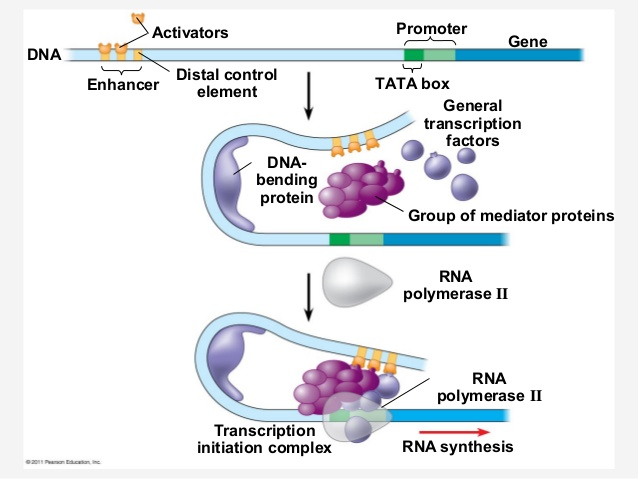 Activators
Promoter
DNA
Gene
Enhancer
Distal control
element
TATA box
General
transcription
factors
DNA-
bending
protein
Group of mediator proteins
RNA
polymerase II
RNA
polymerase II
Transcription
initiation complex
RNA synthesis
© 2011 Pearson Education, Inc.